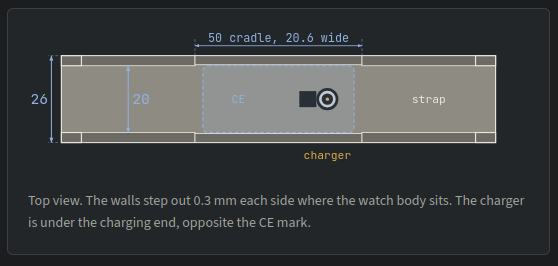 50 cradle, 20.6 wide
26
20
CE
strap
charger
Top view. The walls step out 0.3 mm each side where the watch body sits. The charger
is under the charging end, opposite the CE mark.